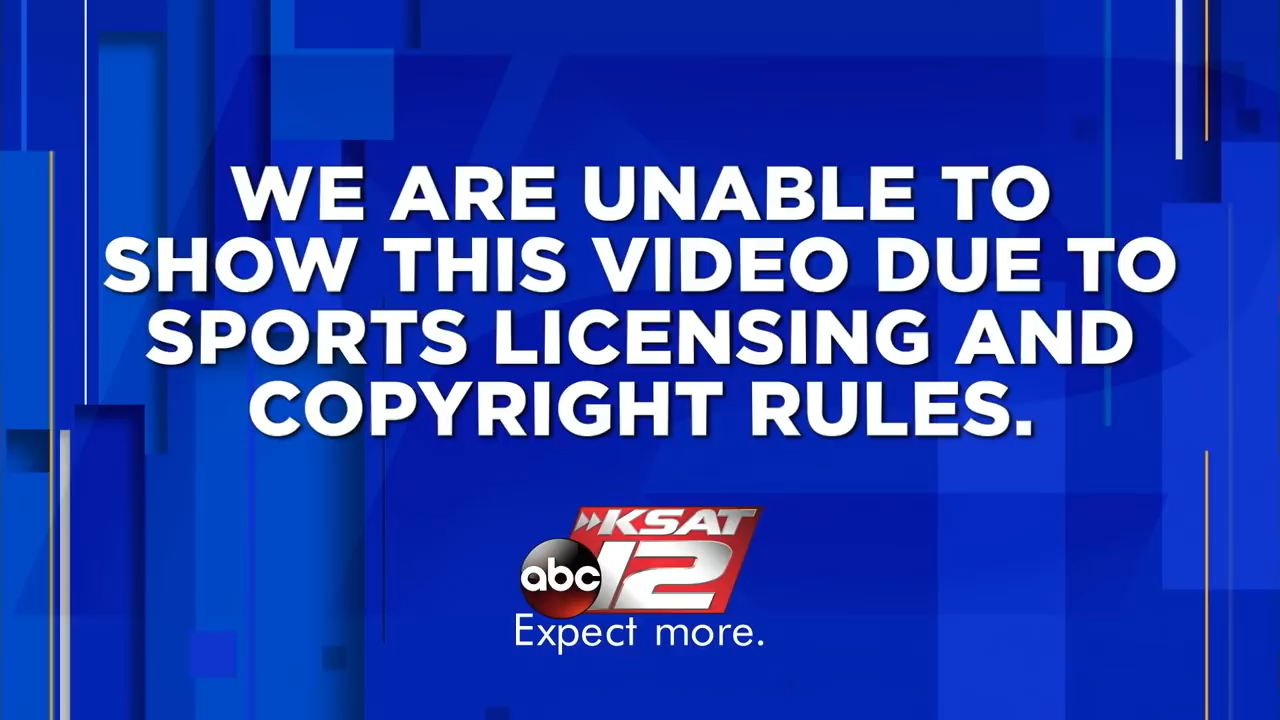 WE ARE UNABLE TO
SHOW THIS VIDEO DUE TO
SPORTS LICENSING AND
COPYRIGHT RULES.
KSAT
abc 12
Expect more.